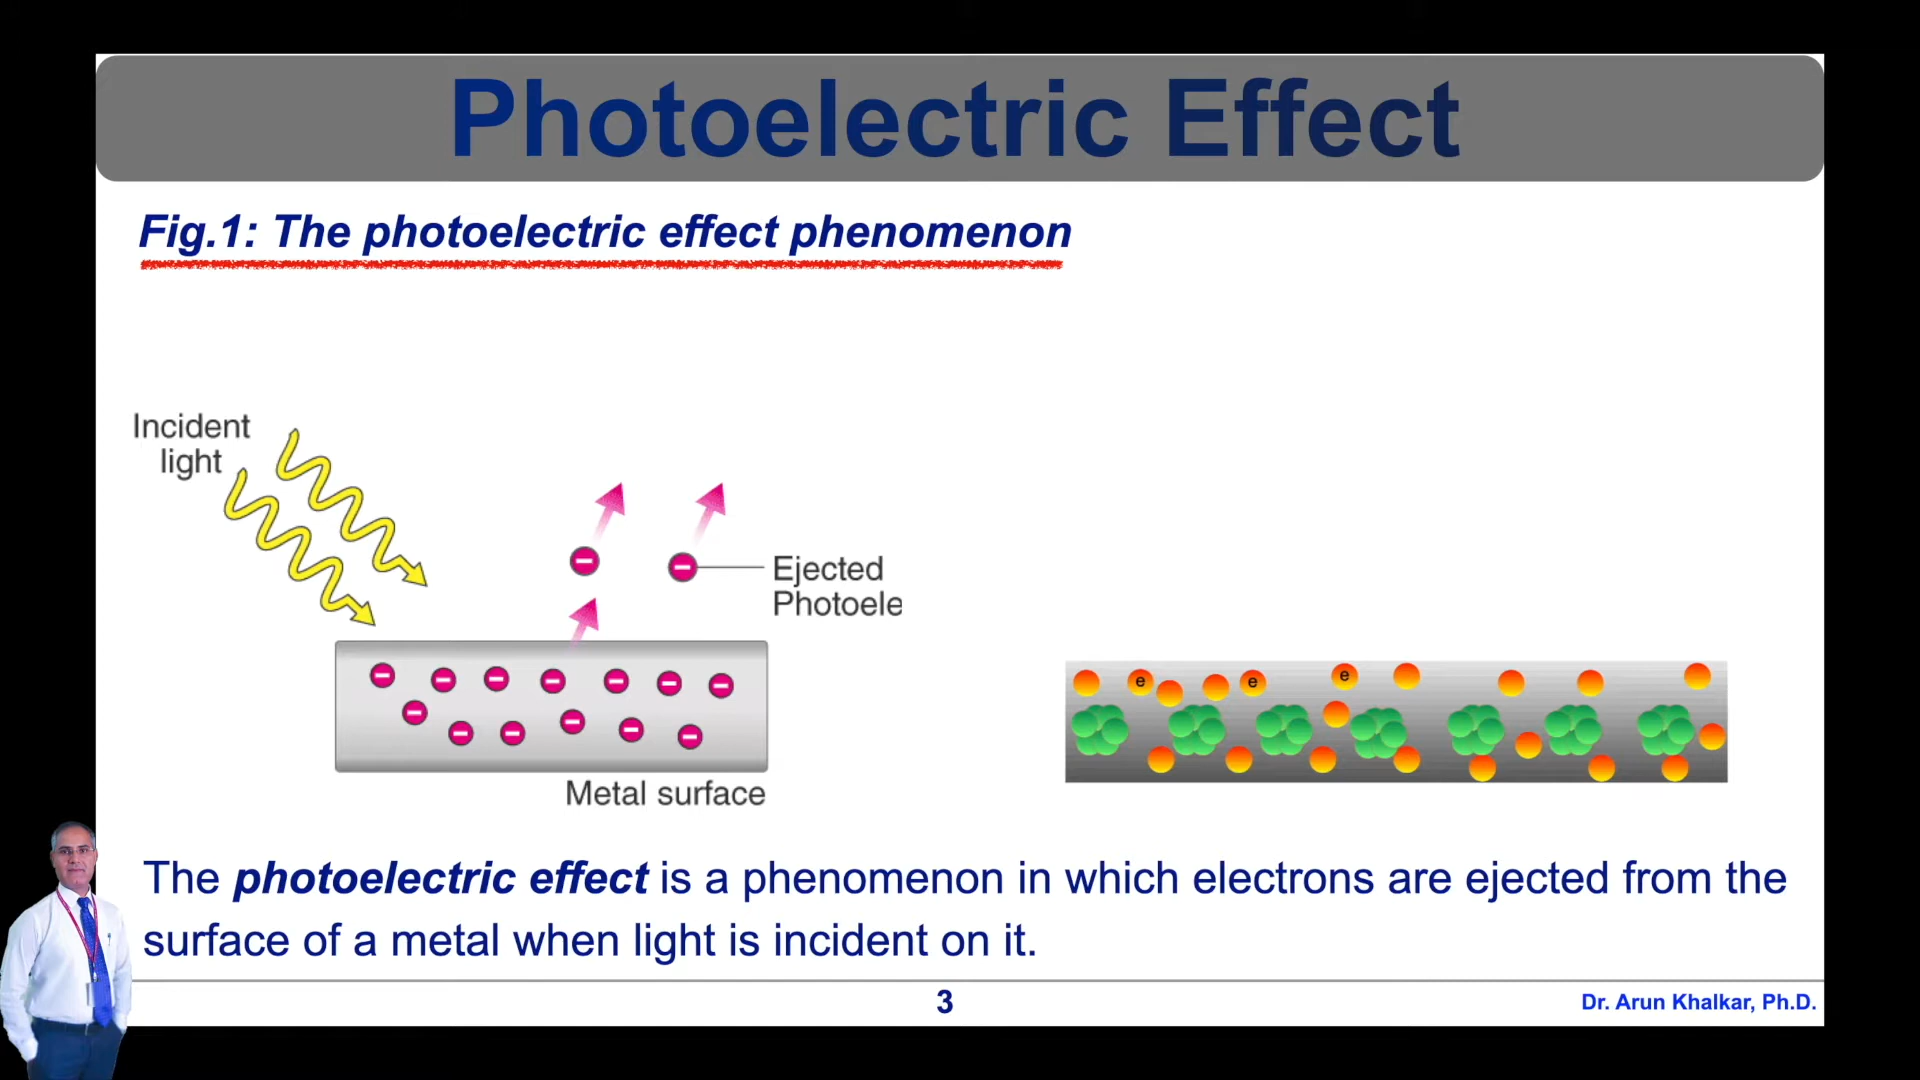 Photoelectric Effect
Fig.1: The photoelectric effect phenomenon
Incident
light
Ejected
Photoele
Metal surface
e
e
e
The photoelectric effect is a phenomenon in which electrons are ejected from the
surface of a metal when light is incident on it.
3
Dr. Arun Khalkar, Ph.D.